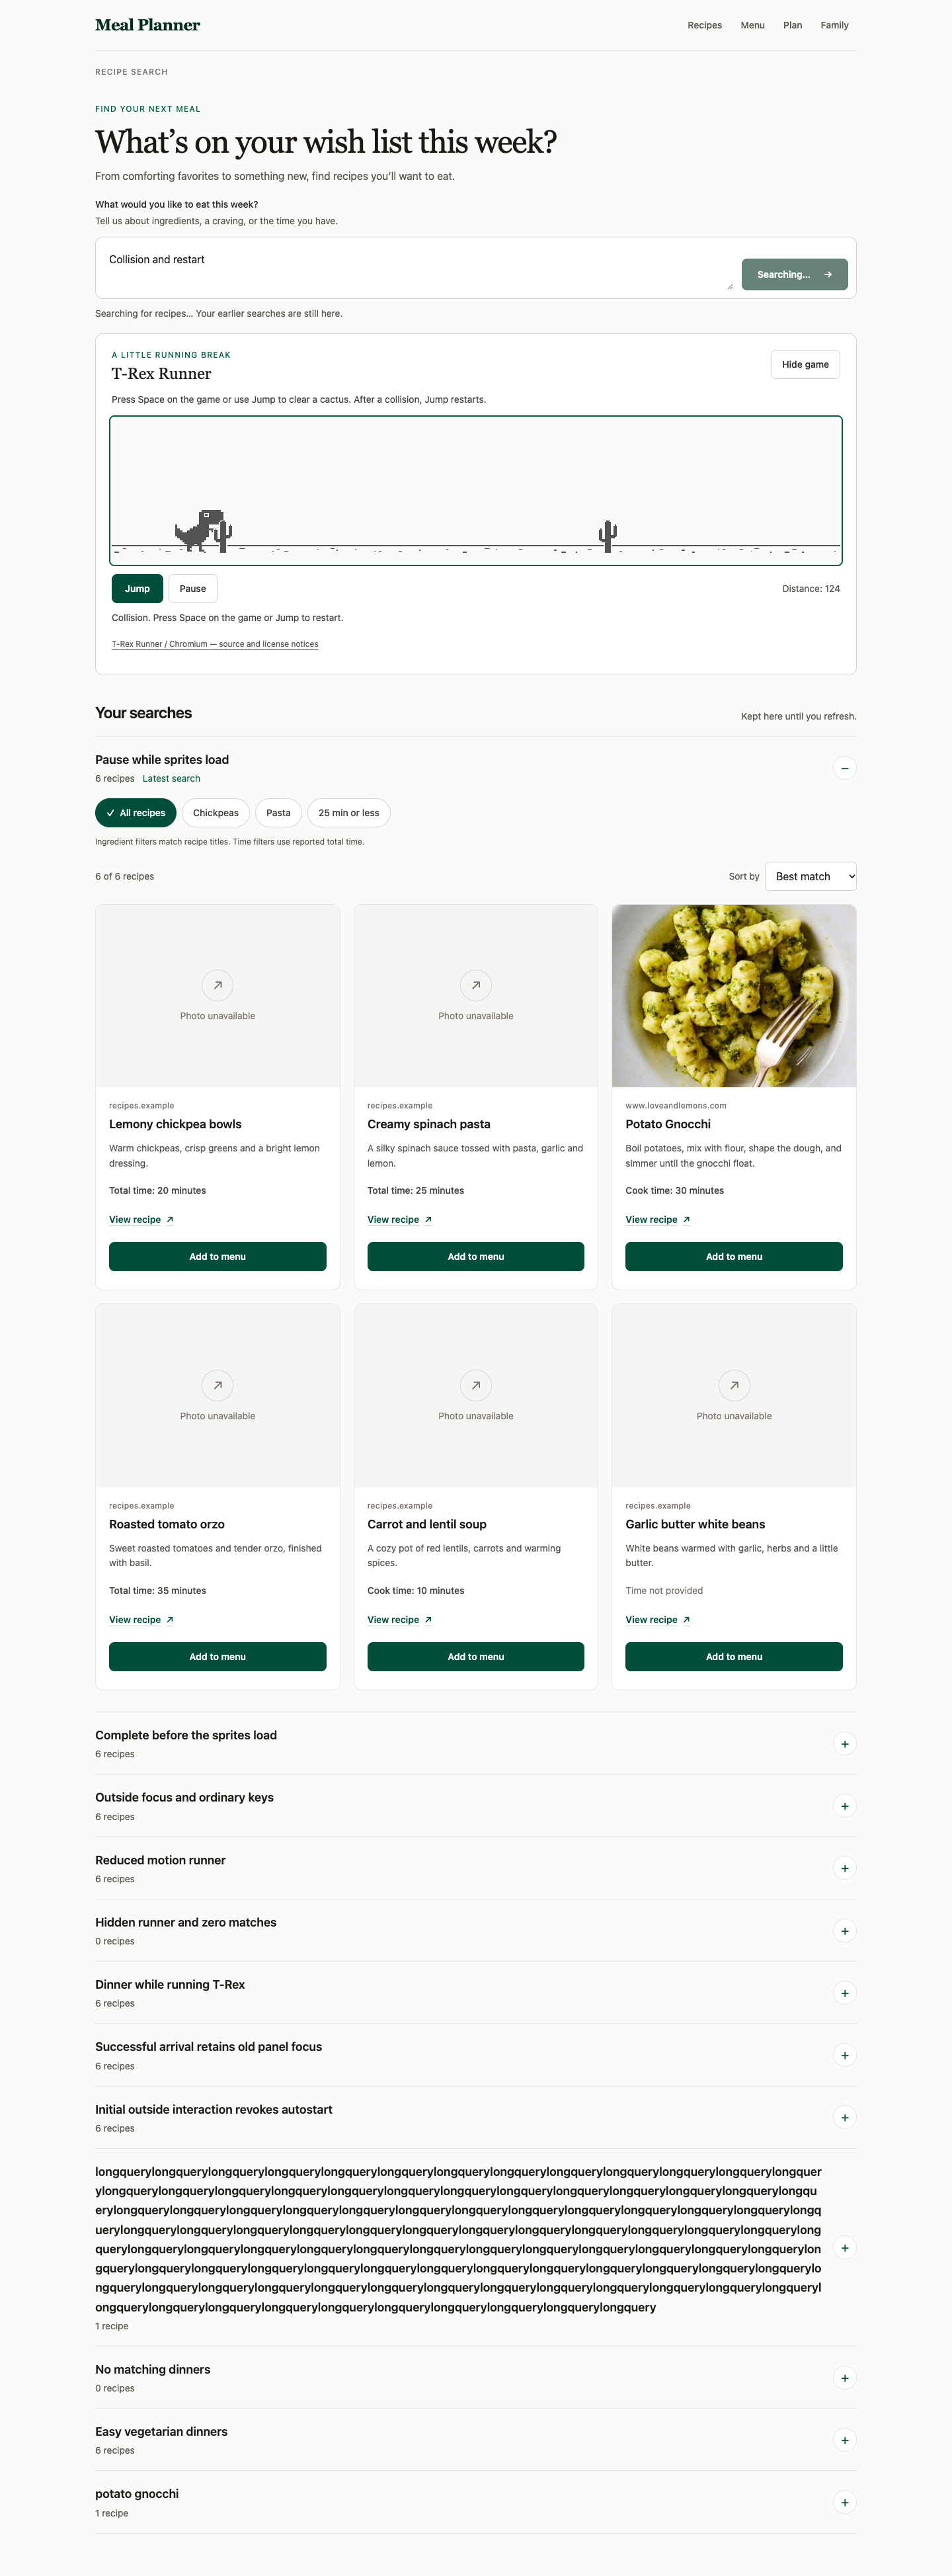 Meal Planner
Recipes Menu Plan Family
RECIPE SEARCH
FIND YOUR NEXT MEAL
What’s on your wish list this week?
From comforting favorites to something new, find recipes you’ll want to eat.
What would you like to eat this week?
Tell us about ingredients, a craving, or the time you have.
Collision and restart
Searching... →
Searching for recipes... Your earlier searches are still here.
A LITTLE RUNNING BREAK
T-Rex Runner
Hide game
Press Space on the game or use Jump to clear a cactus. After a collision, Jump restarts.
Jump Pause Distance: 124
Collision. Press Space on the game or Jump to restart.
T-Rex Runner / Chromium — source and license notices
Your searches
Kept here until you refresh.
Pause while sprites load
6 recipes Latest search
✓ All recipes Chickpeas Pasta 25 min or less
Ingredient filters match recipe titles. Time filters use reported total time.
6 of 6 recipes Sort by Best match
Photo unavailable
recipes.example
Lemony chickpea bowls
Warm chickpeas, crisp greens and a bright lemon
dressing.
Total time: 20 minutes
View recipe ↗
Add to menu
Photo unavailable
recipes.example
Creamy spinach pasta
A silky spinach sauce tossed with pasta, garlic and
lemon.
Total time: 25 minutes
View recipe ↗
Add to menu
www.loveandlemons.com
Potato Gnocchi
Boil potatoes, mix with flour, shape the dough, and
simmer until the gnocchi float.
Cook time: 30 minutes
View recipe ↗
Add to menu
Photo unavailable
recipes.example
Roasted tomato orzo
Sweet roasted tomatoes and tender orzo, finished
with basil.
Total time: 35 minutes
View recipe ↗
Add to menu
Photo unavailable
recipes.example
Carrot and lentil soup
A cozy pot of red lentils, carrots and warming
spices.
Cook time: 10 minutes
View recipe ↗
Add to menu
Photo unavailable
recipes.example
Garlic butter white beans
White beans warmed with garlic, herbs and a little
butter.
Time not provided
View recipe ↗
Add to menu
Complete before the sprites load
6 recipes
Outside focus and ordinary keys
6 recipes
Reduced motion runner
6 recipes
Hidden runner and zero matches
0 recipes
Dinner while running T-Rex
6 recipes
Successful arrival retains old panel focus
6 recipes
Initial outside interaction revokes autostart
6 recipes
longquerylongquerylongquerylongquerylongquerylongquerylongquerylongquerylongquerylongquerylongquerylongquerylongquer
ylongquerylongquerylongquerylongquerylongquerylongquerylongquerylongquerylongquerylongquerylongquerylongquerylongqu
erylongquerylongquerylongquerylongquerylongquerylongquerylongquerylongquerylongquerylongquerylongquerylongquerylongq
uerylongquerylongquerylongquerylongquerylongquerylongquerylongquerylongquerylongquerylongquerylongquerylongquerylong
querylongquerylongquerylongquerylongquerylongquerylongquerylongquerylongquerylongquerylongquerylongquerylongquerylon
gquerylongquerylongquerylongquerylongquerylongquerylongquerylongquerylongquerylongquerylongquerylongquerylongquerylo
ngquerylongquerylongquerylongquerylongquerylongquerylongquerylongquerylongquerylongquerylongquerylongquerylongqueryl
ongquerylongquerylongquerylongquerylongquerylongquerylongquerylongquerylongquerylongquery
1 recipe
No matching dinners
0 recipes
Easy vegetarian dinners
6 recipes
potato gnocchi
1 recipe